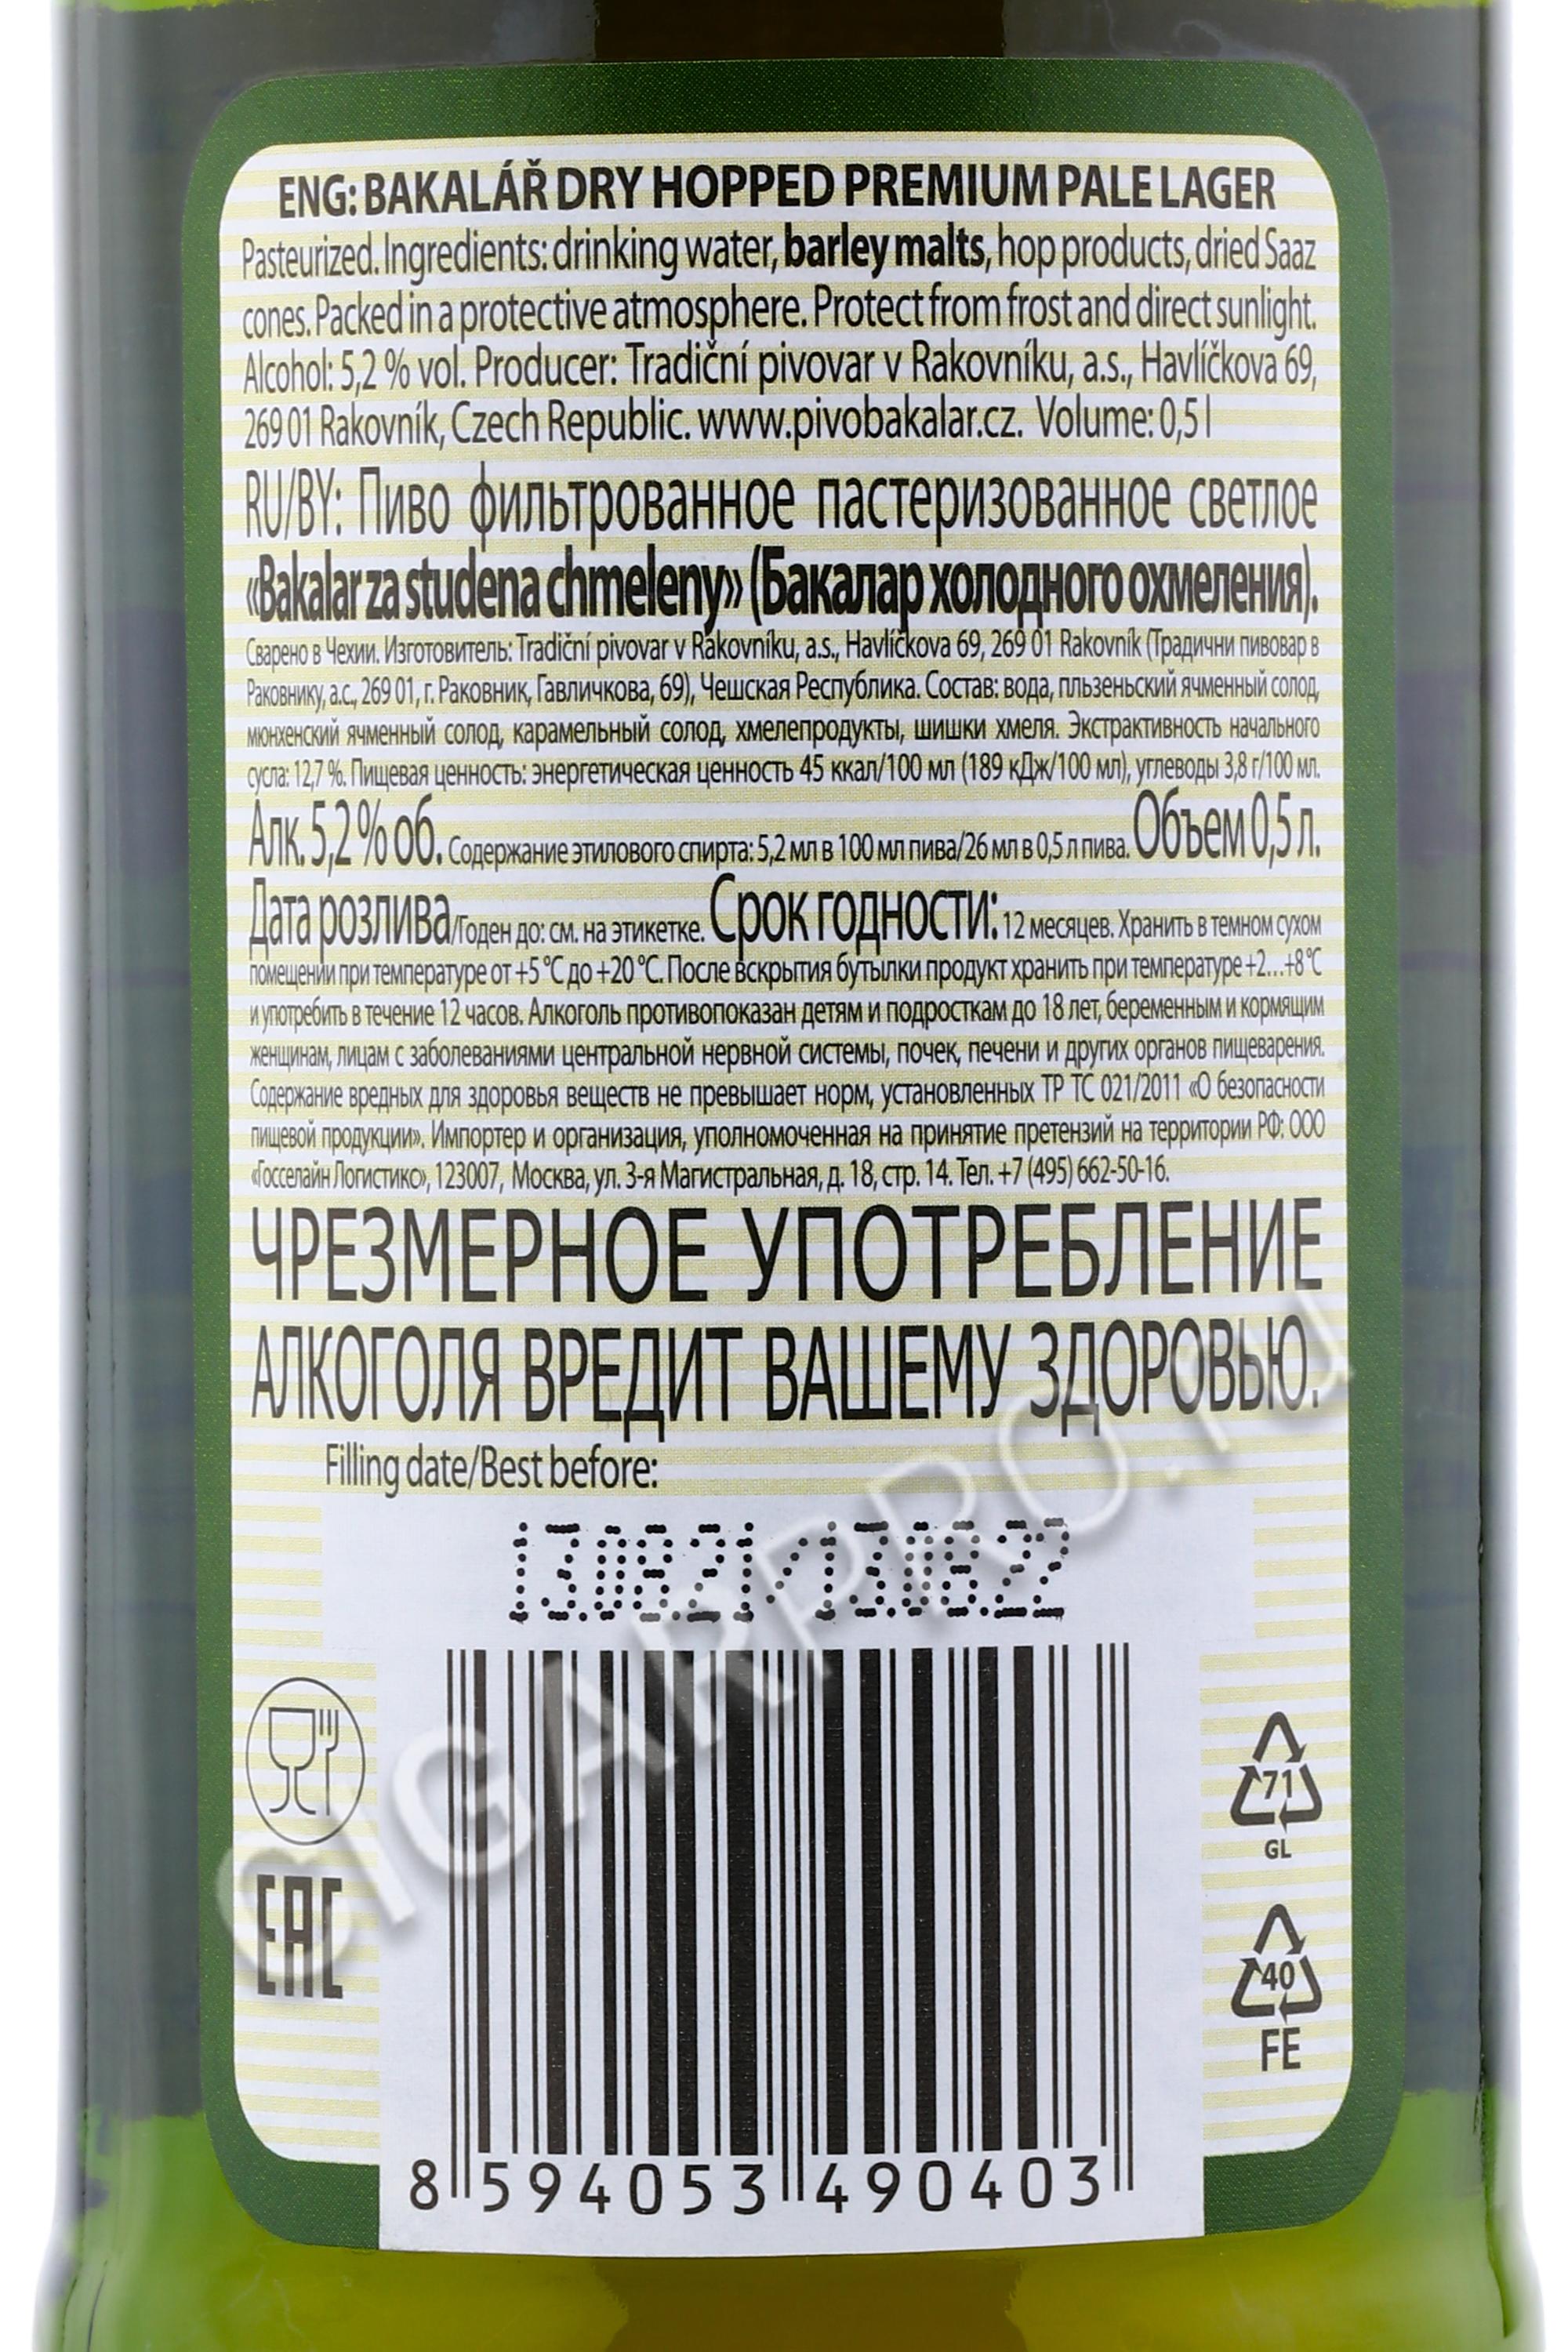 ENG: BAKALÁŘ DRY HOPPED PREMIUM PALE LAGER
Pasteurized. Ingredients: drinking water, barley malts, hop products, dried Saaz
cones. Packed in a protective atmosphere. Protect from frost and direct sunlight.
Alcohol: 5,2 % vol. Producer: Tradiční pivovar v Rakovníku, a.s., Havlíčkova 69,
269 01 Rakovník, Czech Republic. www.pivobakalar.cz. Volume: 0,5 l
RU/BY: Пиво фильтрованное пастеризованное светлое
«Bakalar za studena chmeleny» (Бакалар холодного охмеления).
Сварено в Чехии. Изготовитель: Tradiční pivovar v Rakovníku, a.s., Havlíčkova 69, 269 01 Rakovník (Традични пивовар в
Раковнику, а.с., 269 01, г. Раковник, Гавличкова, 69), Чешская Республика. Состав: вода, пльзеньский ячменный солод,
мюнхенский ячменный солод, карамельный солод, хмелепродукты, шишки хмеля. Экстрактивность начального
сусла: 12,7 %. Пищевая ценность: энергетическая ценность 45 ккал/100 мл (189 кДж/100 мл), углеводы 3,8 г/100 мл.
Алк. 5,2 % об. Содержание этилового спирта: 5,2 мл в 100 мл пива/26 мл в 0,5 л пива. Объем 0,5 л.
Дата розлива/Годен до: см. на этикетке. Срок годности: 12 месяцев. Хранить в темном сухом
помещении при температуре от +5 °C до +20 °C. После вскрытия бутылки продукт хранить при температуре +2…+8 °C
и употребить в течение 12 часов. Алкоголь противопоказан детям и подросткам до 18 лет, беременным и кормящим
женщинам, лицам с заболеваниями центральной нервной системы, почек, печени и других органов пищеварения.
Содержание вредных для здоровья веществ не превышает норм, установленных ТР ТС 021/2011 «О безопасности
пищевой продукции». Импортер и организация, уполномоченная на принятие претензий на территории РФ: ООО
«Госселайн Логистикс», 123007, Москва, ул. 3-я Магистральная, д. 18, стр. 14. Тел. +7 (495) 662-50-16.
ЧРЕЗМЕРНОЕ УПОТРЕБЛЕНИЕ
АЛКОГОЛЯ ВРЕДИТ ВАШЕМУ ЗДОРОВЬЮ.
Filling date/Best before:
13.08.21/13.08.22
CIGARPRO.ru
71
GL
EAC
40
FE
8 594053 490403